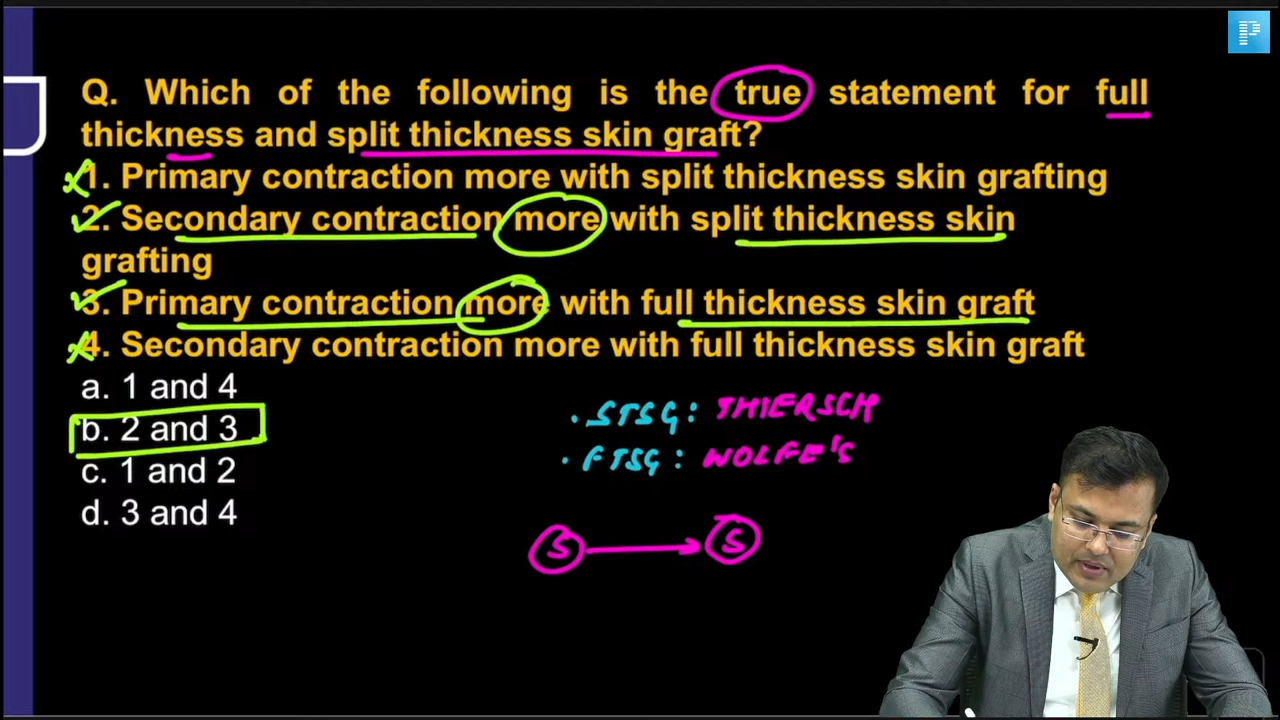 P
Q. Which of the following is the true statement for full
thickness and split thickness skin graft?
1. Primary contraction more with split thickness skin grafting
2. Secondary contraction more with split thickness skin
grafting
3. Primary contraction more with full thickness skin graft
4. Secondary contraction more with full thickness skin graft
a. 1 and 4
b. 2 and 3
c. 1 and 2
d. 3 and 4
. STSG: THIERSCH
. FTSG: WOLFE'S
S → S